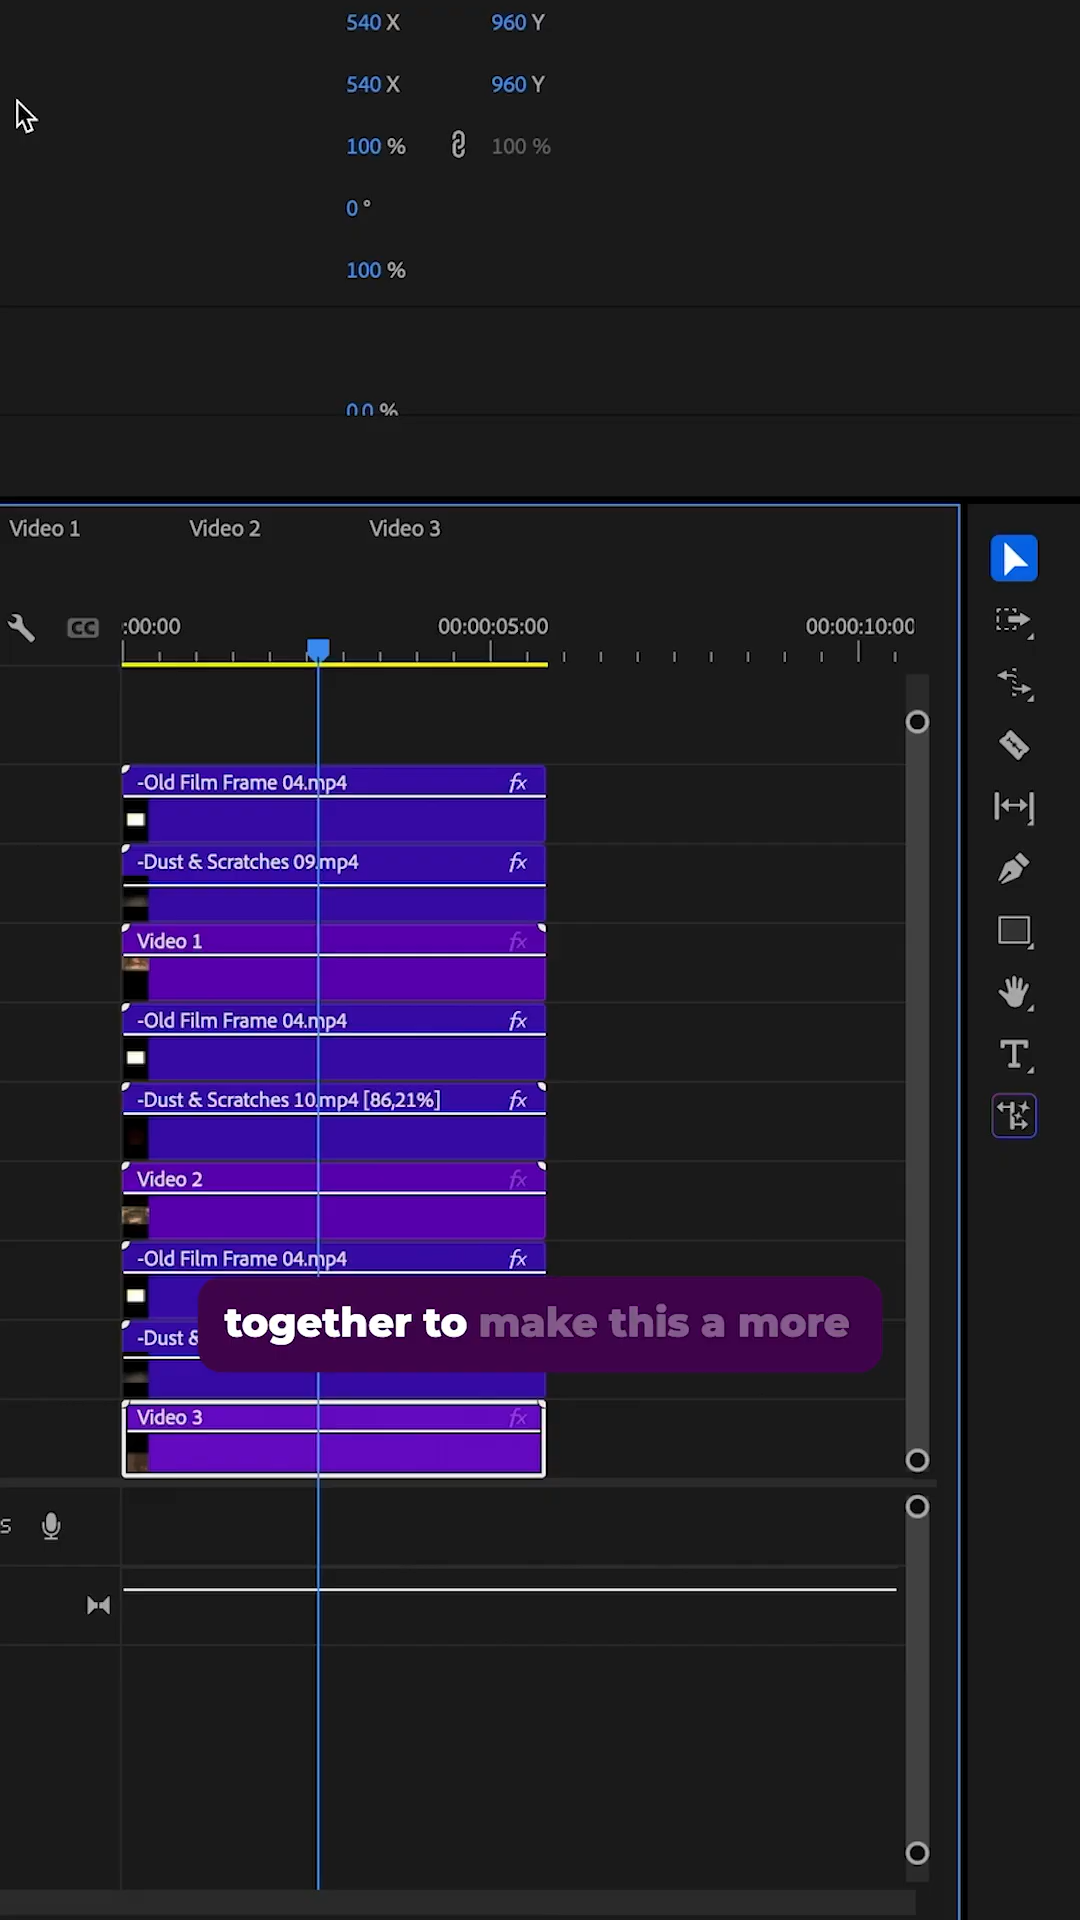 540 X 960 Y
540 X 960 Y
100 % 100 %
0 °
100 %
0,0 %
Video 1 Video 2 Video 3
CC :00:00 00:00:05:00 00:00:10:00
-Old Film Frame 04.mp4 fx
-Dust & Scratches 09.mp4 fx
Video 1 fx
-Old Film Frame 04.mp4 fx
-Dust & Scratches 10.mp4 [86,21%] fx
Video 2 fx
-Old Film Frame 04.mp4 fx
together to make this a more
-Dust &
Video 3 fx
S
T